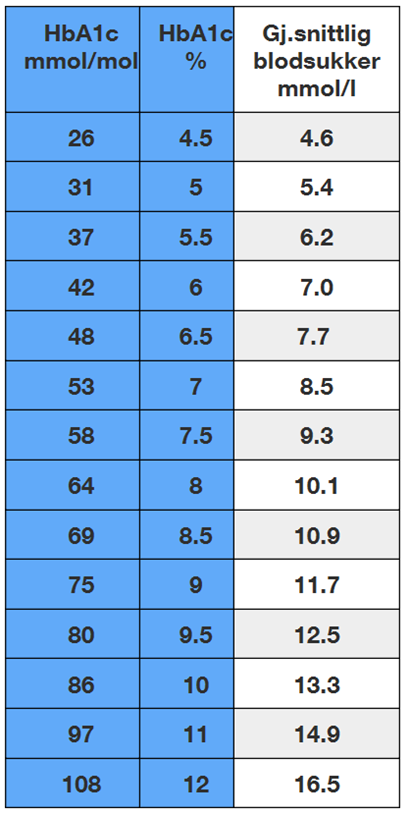 HbA1c HbA1c Gj.snittlig
mmol/mol % blodsukker
mmol/l
26 4.5 4.6
31 5 5.4
37 5.5 6.2
42 6 7.0
48 6.5 7.7
53 7 8.5
58 7.5 9.3
64 8 10.1
69 8.5 10.9
75 9 11.7
80 9.5 12.5
86 10 13.3
97 11 14.9
108 12 16.5